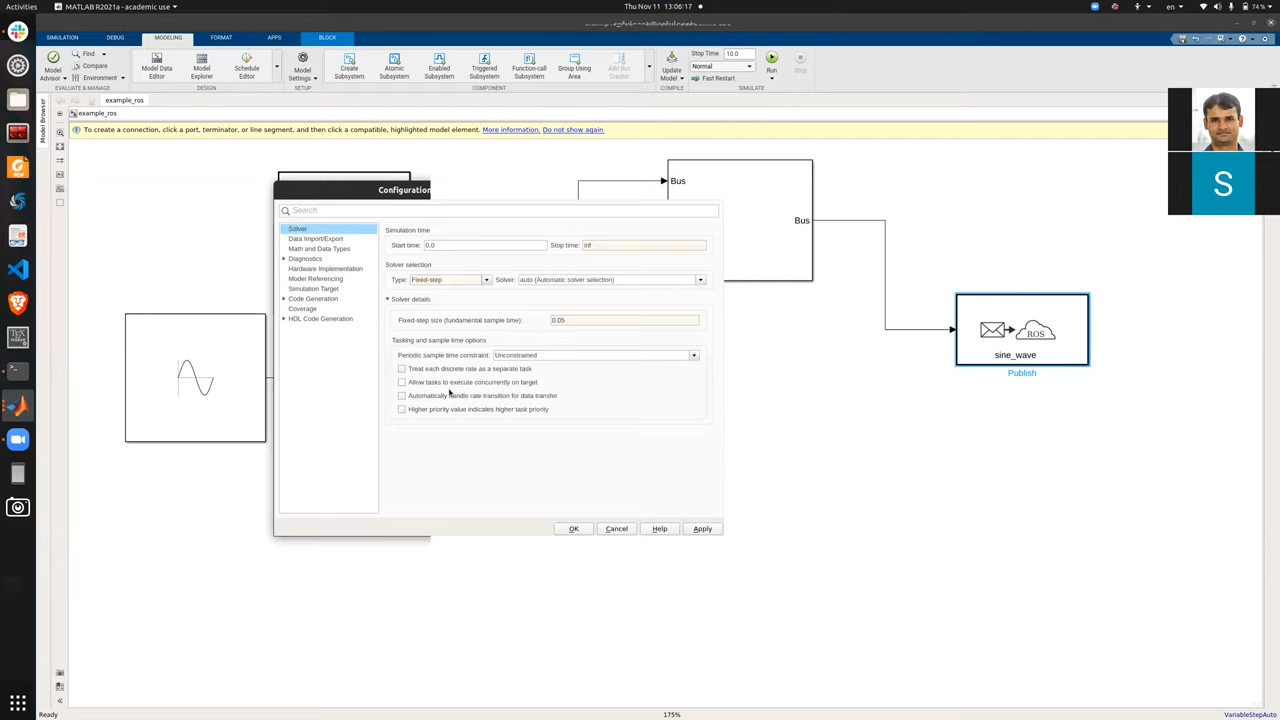 Activities
MATLAB R2021a - academic use
Thu Nov 11 13:06:17
en
74 %
SIMULATION
DEBUG
MODELING
FORMAT
APPS
BLOCK
Model Advisor
Find
Compare
Environment
EVALUATE & MANAGE
Model Data Editor
Model Explorer
Schedule Editor
DESIGN
Model Settings
SETUP
Create Subsystem
Atomic Subsystem
Enabled Subsystem
Triggered Subsystem
Function-call Subsystem
Group Using Area
Add Bus Creator
COMPONENT
Update Model
COMPILE
Stop Time 10.0
Normal
Fast Restart
Run
Stop
SIMULATE
Model Browser
example_ros
example_ros
To create a connection, click a port, terminator, or line segment, and then click a compatible, highlighted model element. More information. Do not show again.
Bus
Bus
S
Configuration
Search
Solver
Data Import/Export
Math and Data Types
Diagnostics
Hardware Implementation
Model Referencing
Simulation Target
Code Generation
Coverage
HDL Code Generation
Simulation time
Start time: 0.0
Stop time: inf
Solver selection
Type: Fixed-step
Solver: auto (Automatic solver selection)
Solver details
Fixed-step size (fundamental sample time): 0.05
Tasking and sample time options
Periodic sample time constraint: Unconstrained
Treat each discrete rate as a separate task
Allow tasks to execute concurrently on target
Automatically handle rate transition for data transfer
Higher priority value indicates higher task priority
OK
Cancel
Help
Apply
ROS
sine_wave
Publish
Ready
175%
VariableStepAuto